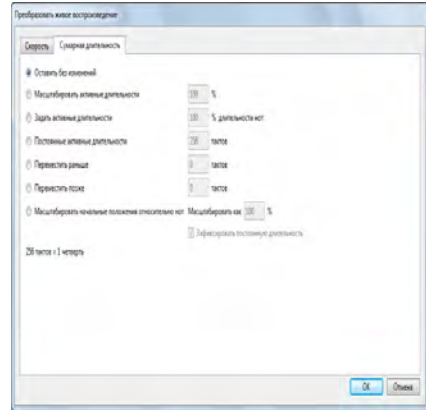 Преобразовать живое воспроизведение
Скорость Суммарная длительность
Оставить без изменений
Масштабировать активные длительности 100 %
Задать активные длительности 100 % длительности нот
Постоянные активные длительности 256 тактов
Переместить раньше 0 тактов
Переместить позже 0 тактов
Масштабировать начальные положения относительно нот Масштабировать как 100 %
Зафиксировать постоянную длительность
256 тактов = 1 четверть
OK Отмена